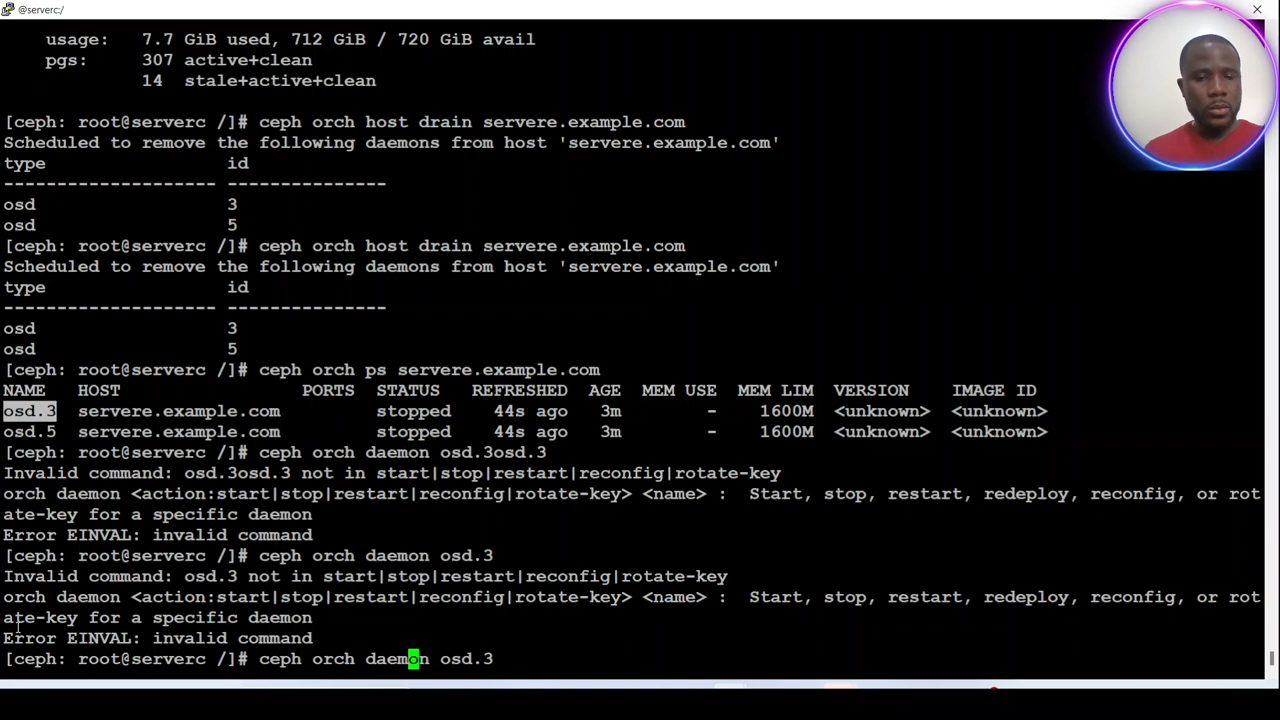 @serverc:/
usage: 7.7 GiB used, 712 GiB / 720 GiB avail
pgs: 307 active+clean
14 stale+active+clean
[ceph: root@serverc /]# ceph orch host drain servere.example.com
Scheduled to remove the following daemons from host 'servere.example.com'
type id
-------------------- ---------------
osd 3
osd 5
[ceph: root@serverc /]# ceph orch host drain servere.example.com
Scheduled to remove the following daemons from host 'servere.example.com'
type id
-------------------- ---------------
osd 3
osd 5
[ceph: root@serverc /]# ceph orch ps servere.example.com
NAME HOST PORTS STATUS REFRESHED AGE MEM USE MEM LIM VERSION IMAGE ID
osd.3 servere.example.com stopped 44s ago 3m - 1600M <unknown> <unknown>
osd.5 servere.example.com stopped 44s ago 3m - 1600M <unknown> <unknown>
[ceph: root@serverc /]# ceph orch daemon osd.3osd.3
Invalid command: osd.3osd.3 not in start|stop|restart|reconfig|rotate-key
orch daemon <action:start|stop|restart|reconfig|rotate-key> <name> : Start, stop, restart, redeploy, reconfig, or rot
ate-key for a specific daemon
Error EINVAL: invalid command
[ceph: root@serverc /]# ceph orch daemon osd.3
Invalid command: osd.3 not in start|stop|restart|reconfig|rotate-key
orch daemon <action:start|stop|restart|reconfig|rotate-key> <name> : Start, stop, restart, redeploy, reconfig, or rot
ate-key for a specific daemon
Error EINVAL: invalid command
[ceph: root@serverc /]# ceph orch daemon osd.3